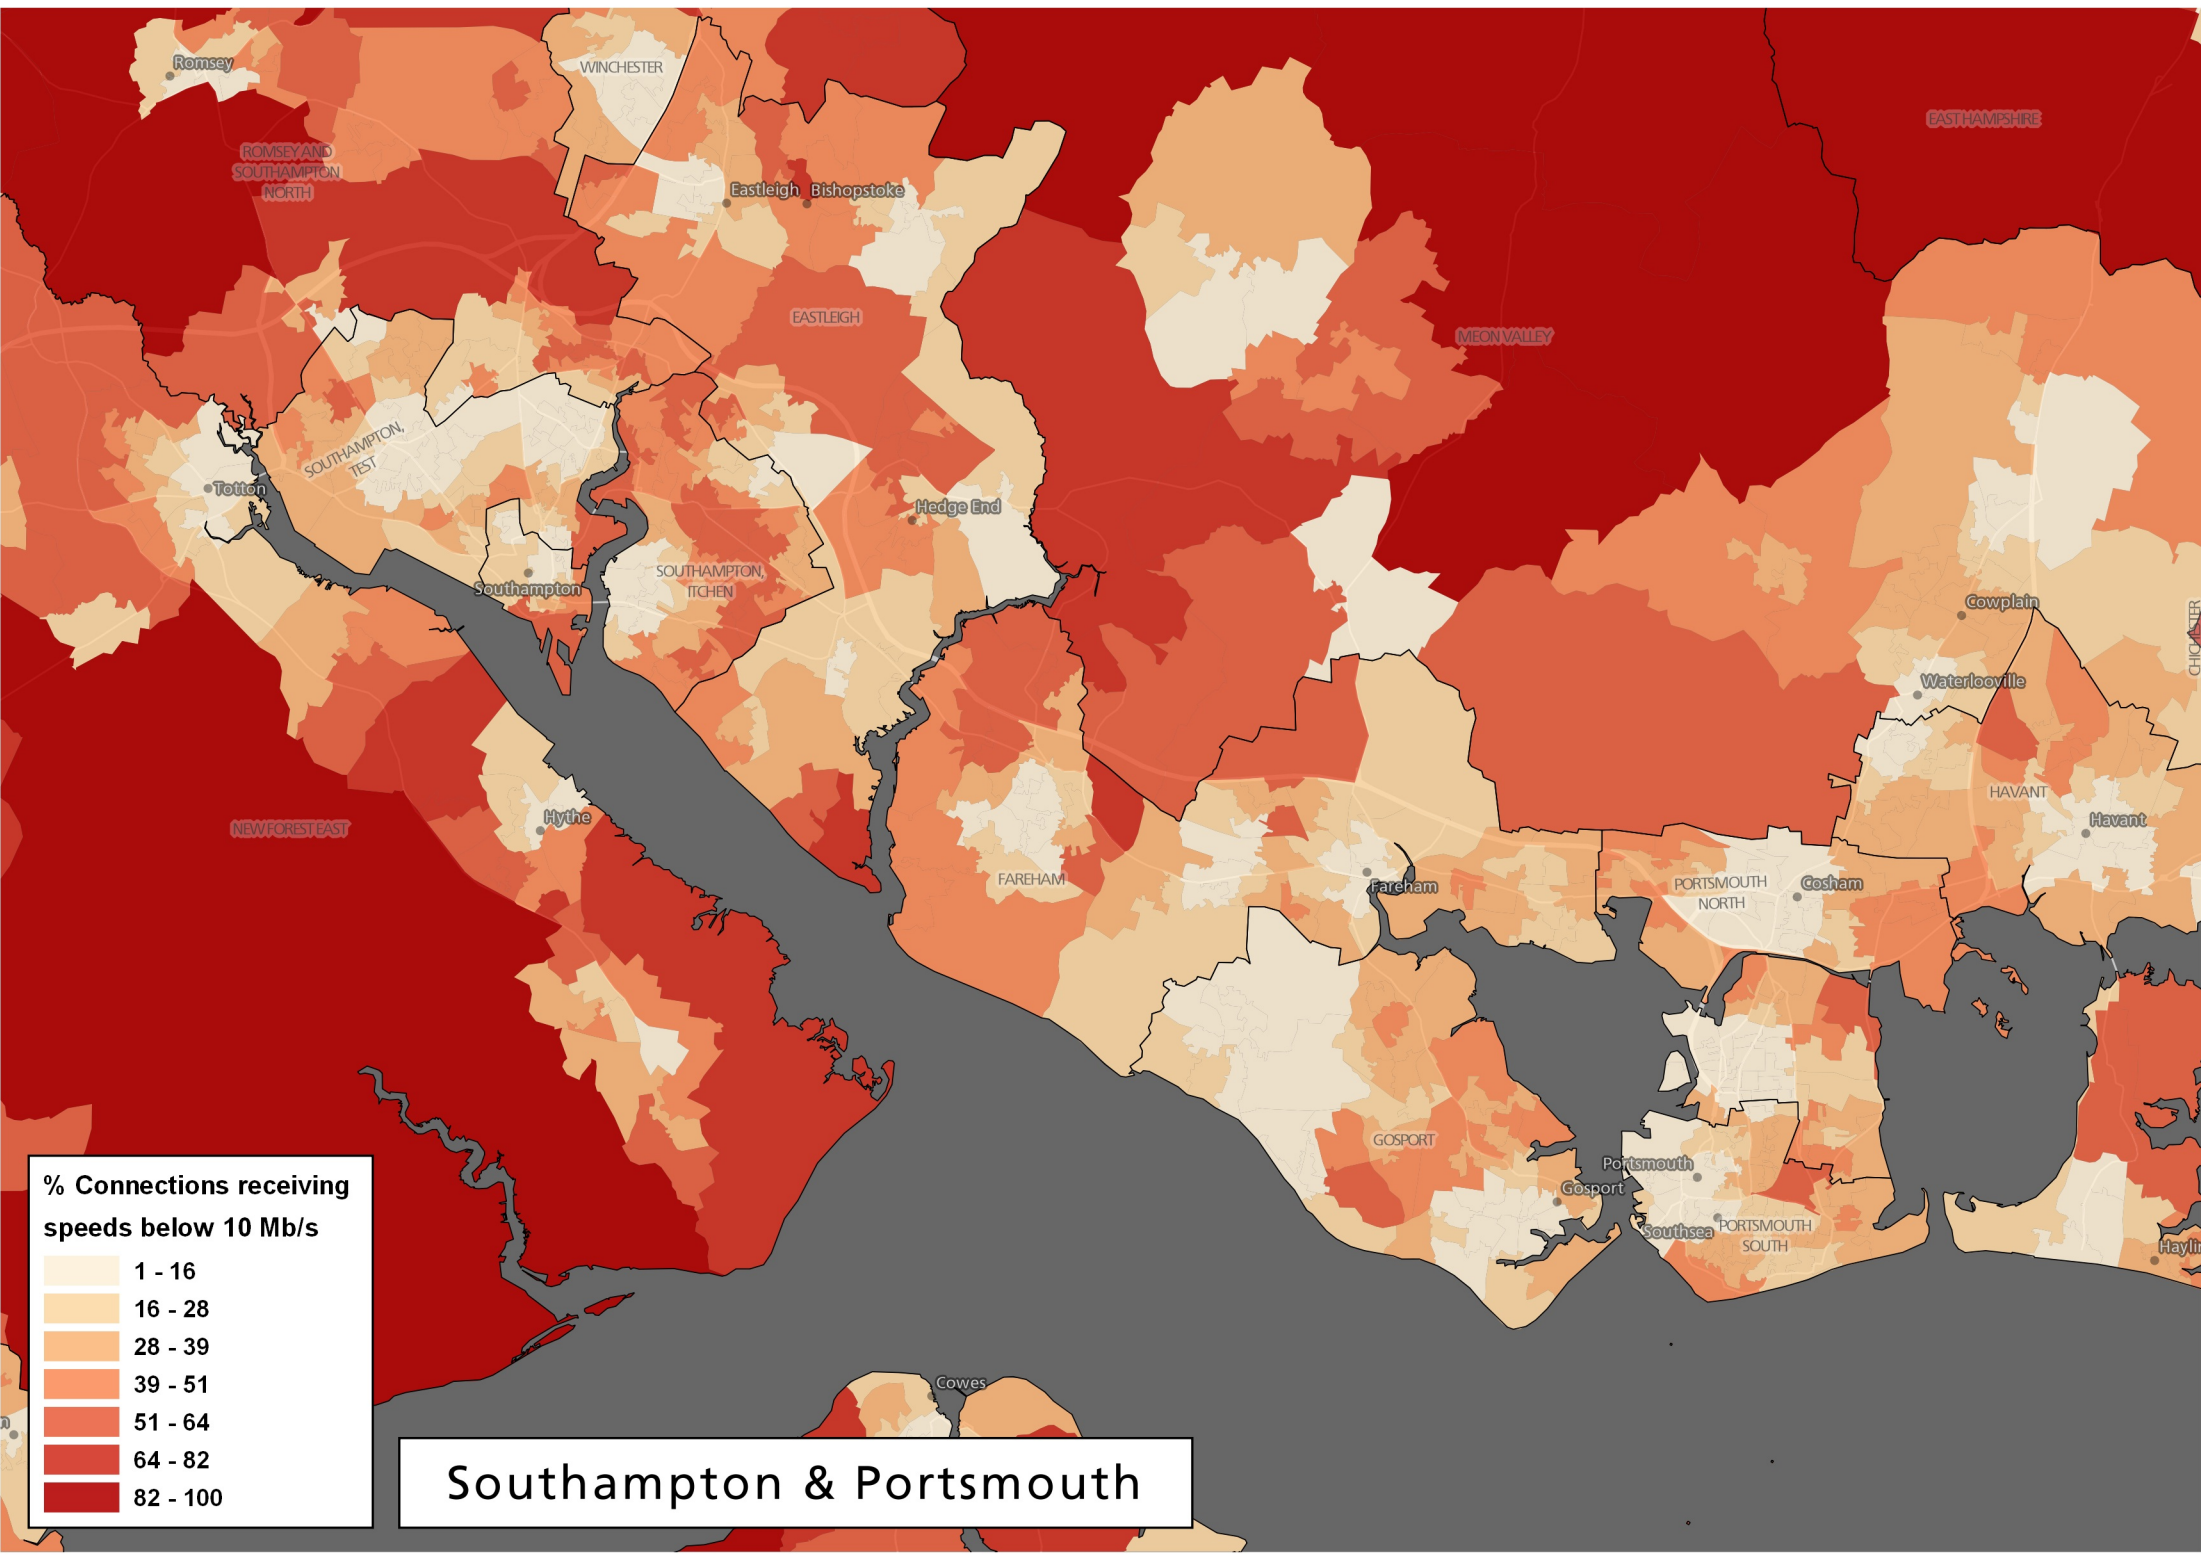 Romsey
WINCHESTER
EAST HAMPSHIRE
ROMSEY AND
SOUTHAMPTON
NORTH
Eastleigh
Bishopstoke
EASTLEIGH
MEON VALLEY
SOUTHAMPTON,
TEST
Totton
Hedge End
SOUTHAMPTON,
ITCHEN
Southampton
Cowplain
CHICHESTER
Waterlooville
HAVANT
Havant
NEW FOREST EAST
Hythe
FAREHAM
Fareham
PORTSMOUTH
NORTH
Cosham
GOSPORT
Gosport
Portsmouth
Southsea
PORTSMOUTH
SOUTH
Haylin
Cowes
% Connections receiving
speeds below 10 Mb/s
1 - 16
16 - 28
28 - 39
39 - 51
51 - 64
64 - 82
82 - 100
Southampton & Portsmouth